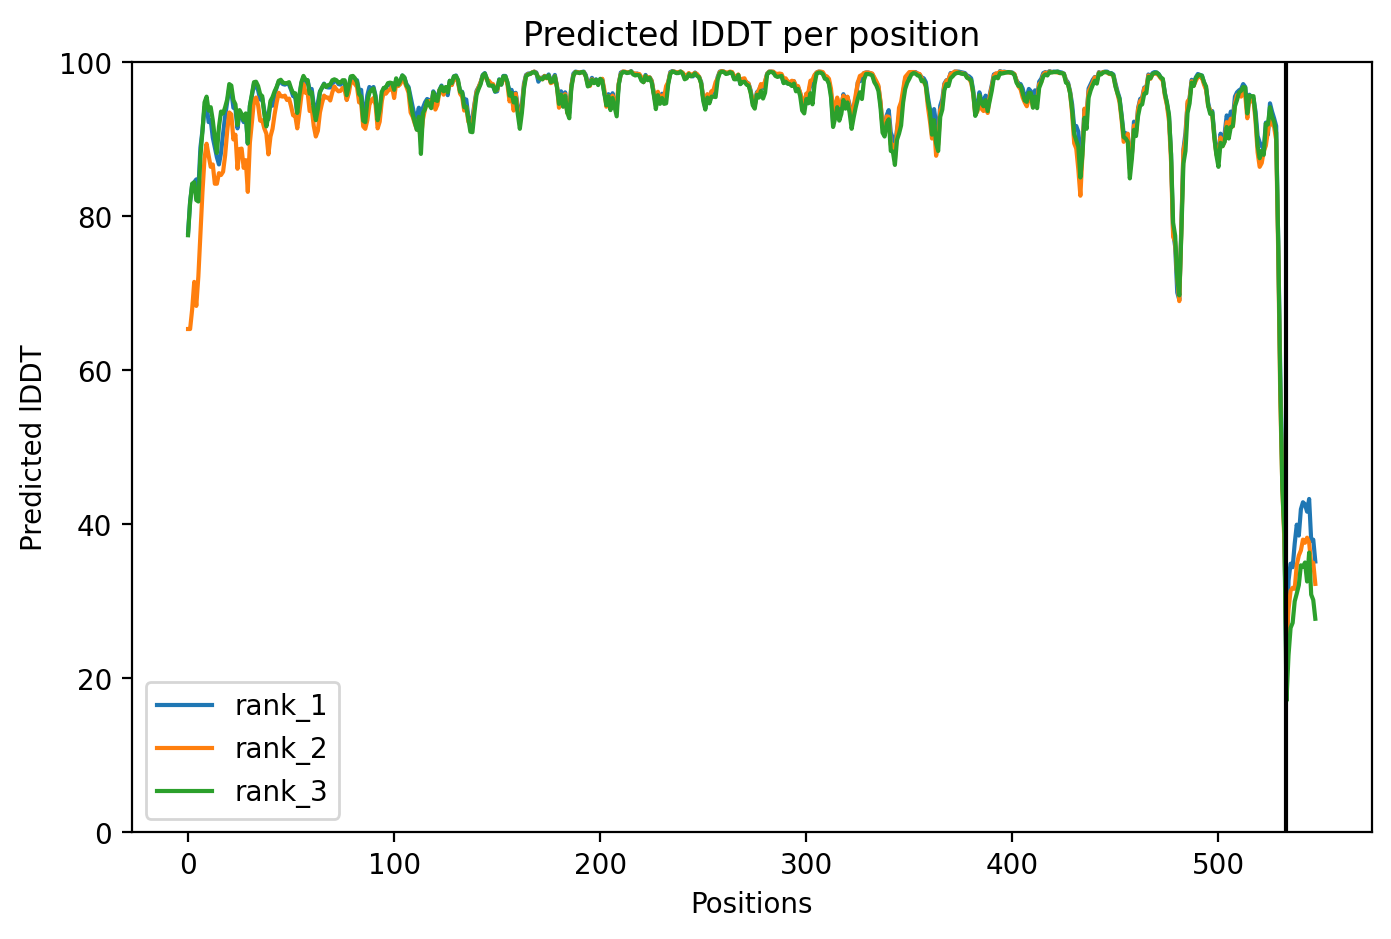 Predicted lDDT per position
100
80
60
40
20
0
Predicted lDDT
rank_1
rank_2
rank_3
0 100 200 300 400 500
Positions